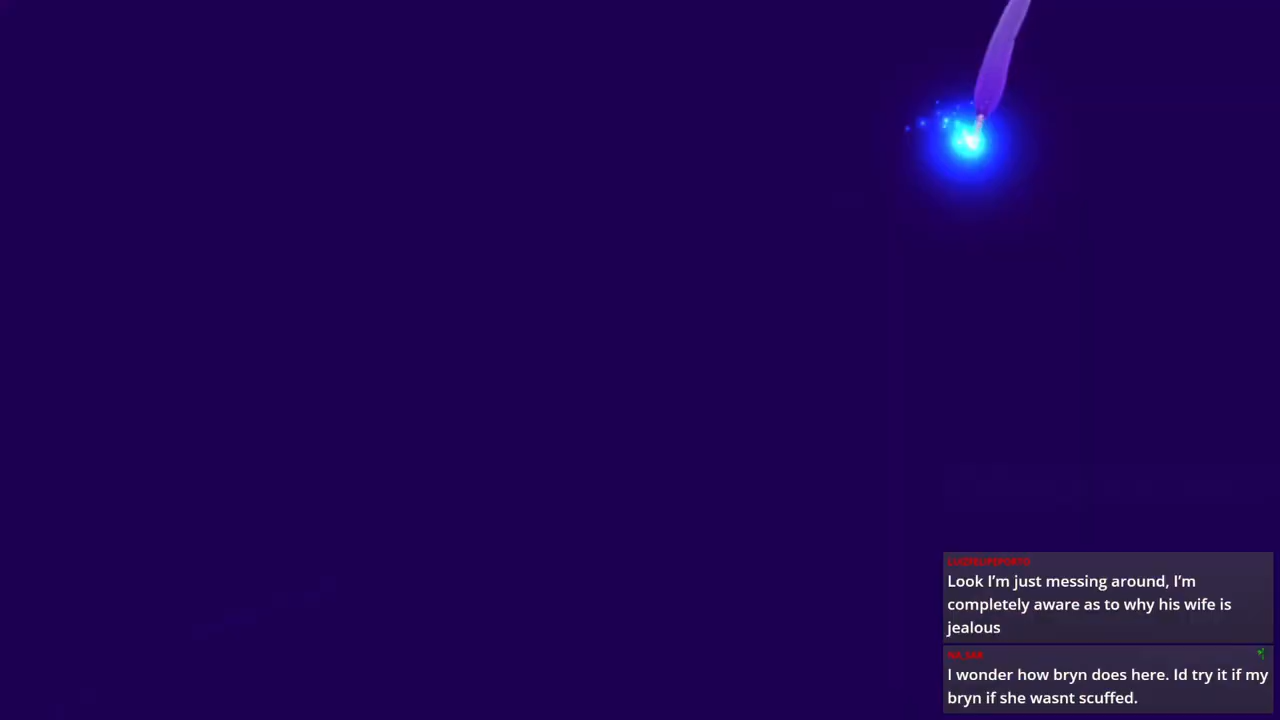 LUIZFELIPEPORTO
Look I’m just messing around, I’m
completely aware as to why his wife is
jealous
I wonder how bryn does here. Id try it if my
bryn if she wasnt scuffed.